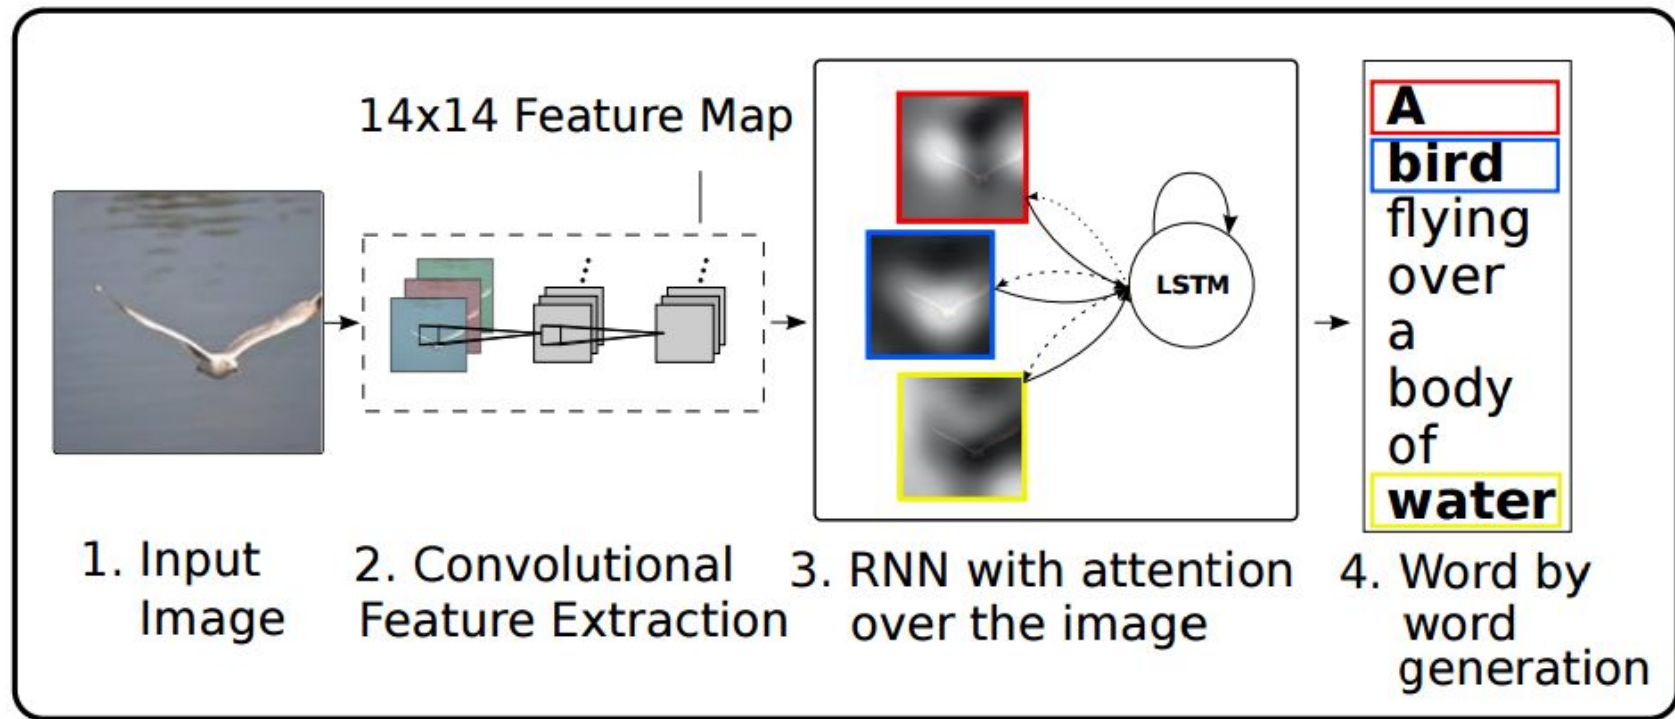 14x14 Feature Map
LSTM
A
bird
flying
over
a
body
of
water
1. Input
Image
2. Convolutional
Feature Extraction
3. RNN with attention
over the image
4. Word by
word
generation